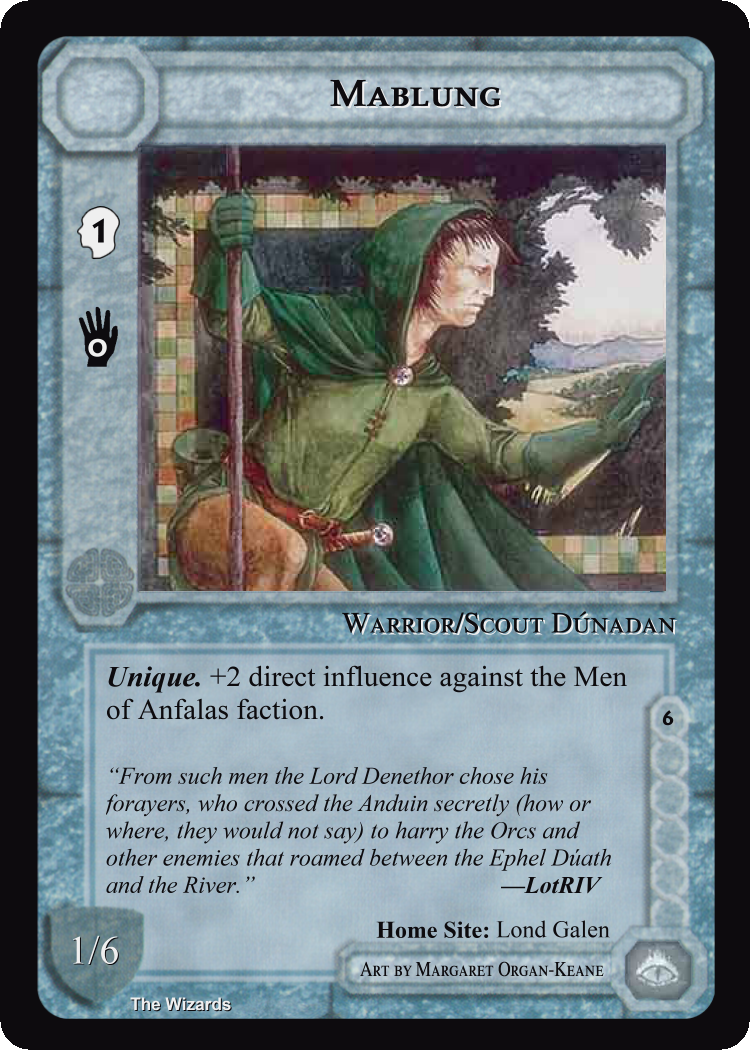 Mablung
1
0
Warrior/Scout Dúnadan
Unique. +2 direct influence against the Men
of Anfalas faction.
6
“From such men the Lord Denethor chose his
forayers, who crossed the Anduin secretly (how or
where, they would not say) to harry the Orcs and
other enemies that roamed between the Ephel Dúath
and the River.” —LotRIV
Home Site: Lond Galen
1/6
Art by Margaret Organ-Keane
The Wizards